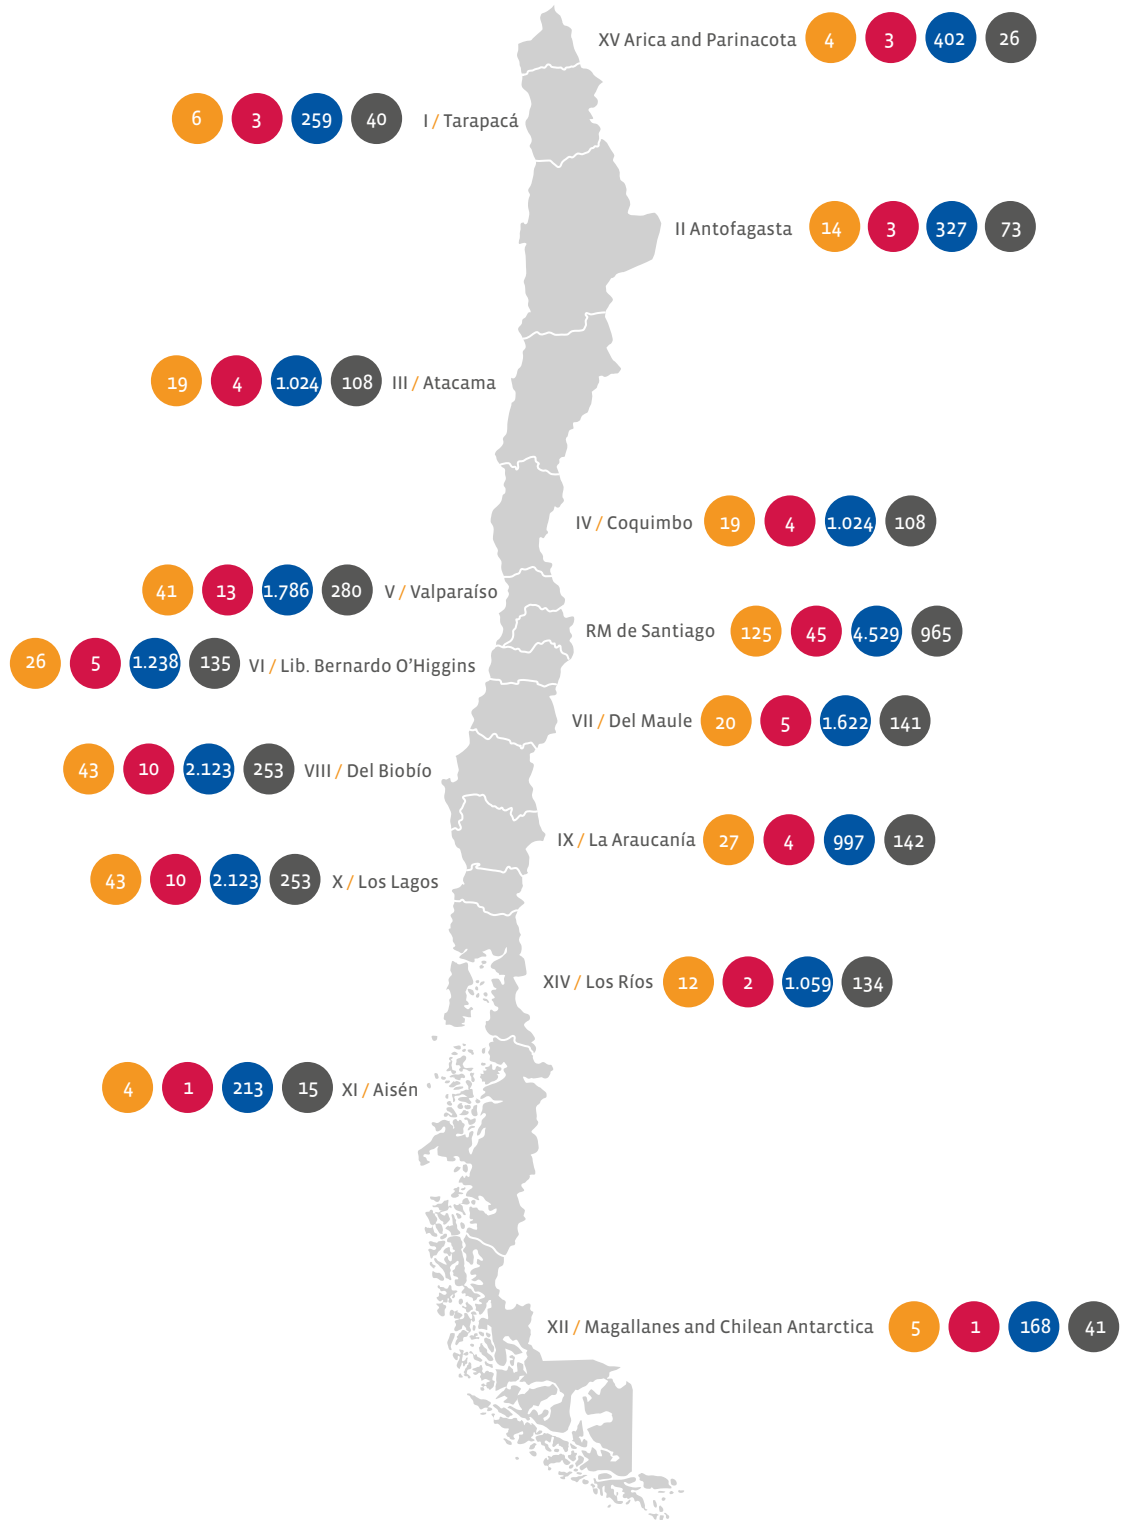 XV Arica and Parinacota 4 3 402 26
6 3 259 40 I / Tarapacá
II Antofagasta 14 3 327 73
19 4 1.024 108 III / Atacama
IV / Coquimbo 19 4 1.024 108
41 13 1.786 280 V / Valparaíso
RM de Santiago 125 45 4.529 965
26 5 1.238 135 VI / Lib. Bernardo O'Higgins
VII / Del Maule 20 5 1.622 141
43 10 2.123 253 VIII / Del Biobío
IX / La Araucanía 27 4 997 142
43 10 2.123 253 X / Los Lagos
XIV / Los Ríos 12 2 1.059 134
4 1 213 15 XI / Aisén
XII / Magallanes and Chilean Antarctica 5 1 168 41